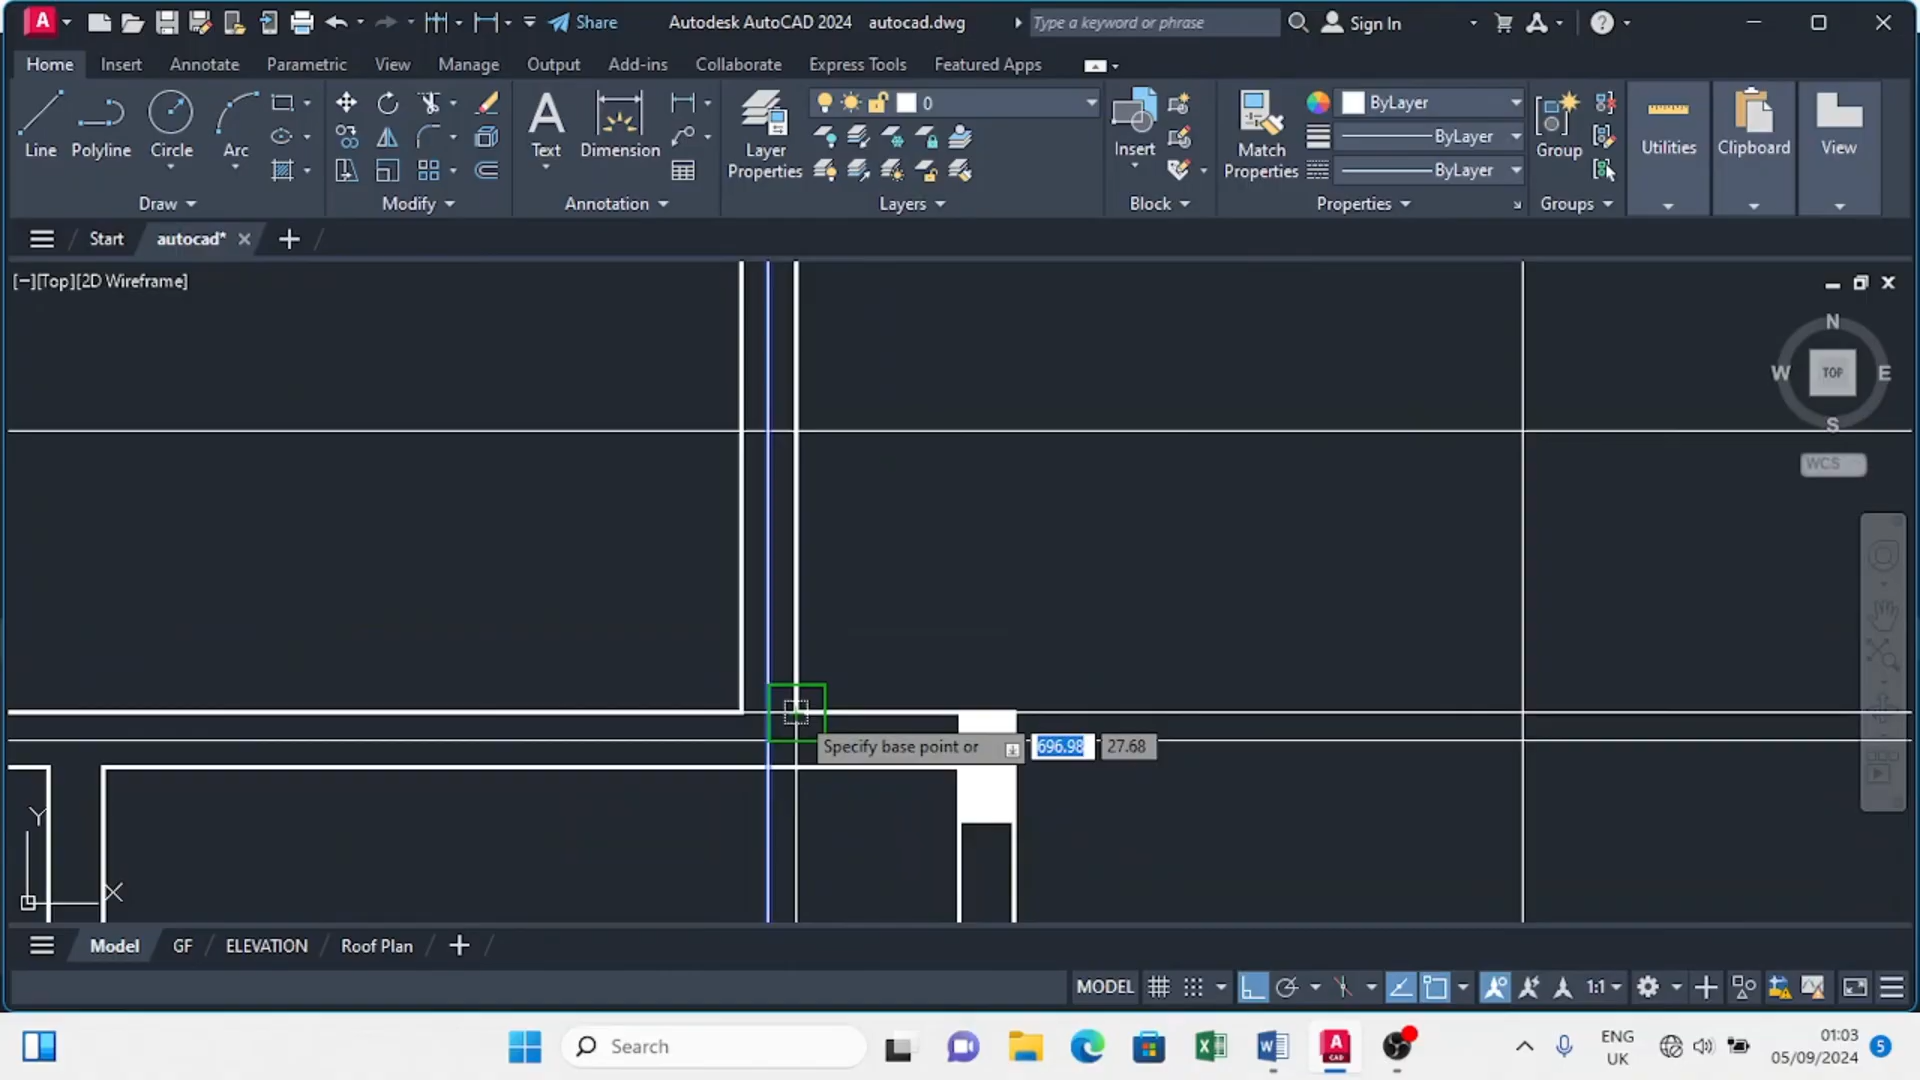 A Share Autodesk AutoCAD 2024 autocad.dwg Type a keyword or phrase Sign In
Home Insert Annotate Parametric View Manage Output Add-ins Collaborate Express Tools Featured Apps
Line Polyline Circle Arc
Draw
Modify
A
Text Dimension
Annotation
Layer
Properties
0
Layers
Insert
Block
Match
Properties
ByLayer
ByLayer
ByLayer
Properties
Group
Groups
Utilities
Clipboard
View
Start autocad*
[−][Top][2D Wireframe]
N
W TOP E
S
WCS
Specify base point or 696.98 27.68
Y
X
Model GF ELEVATION Roof Plan
MODEL 1:1
Search
A
CAD
ENG
UK
01:03
05/09/2024
5